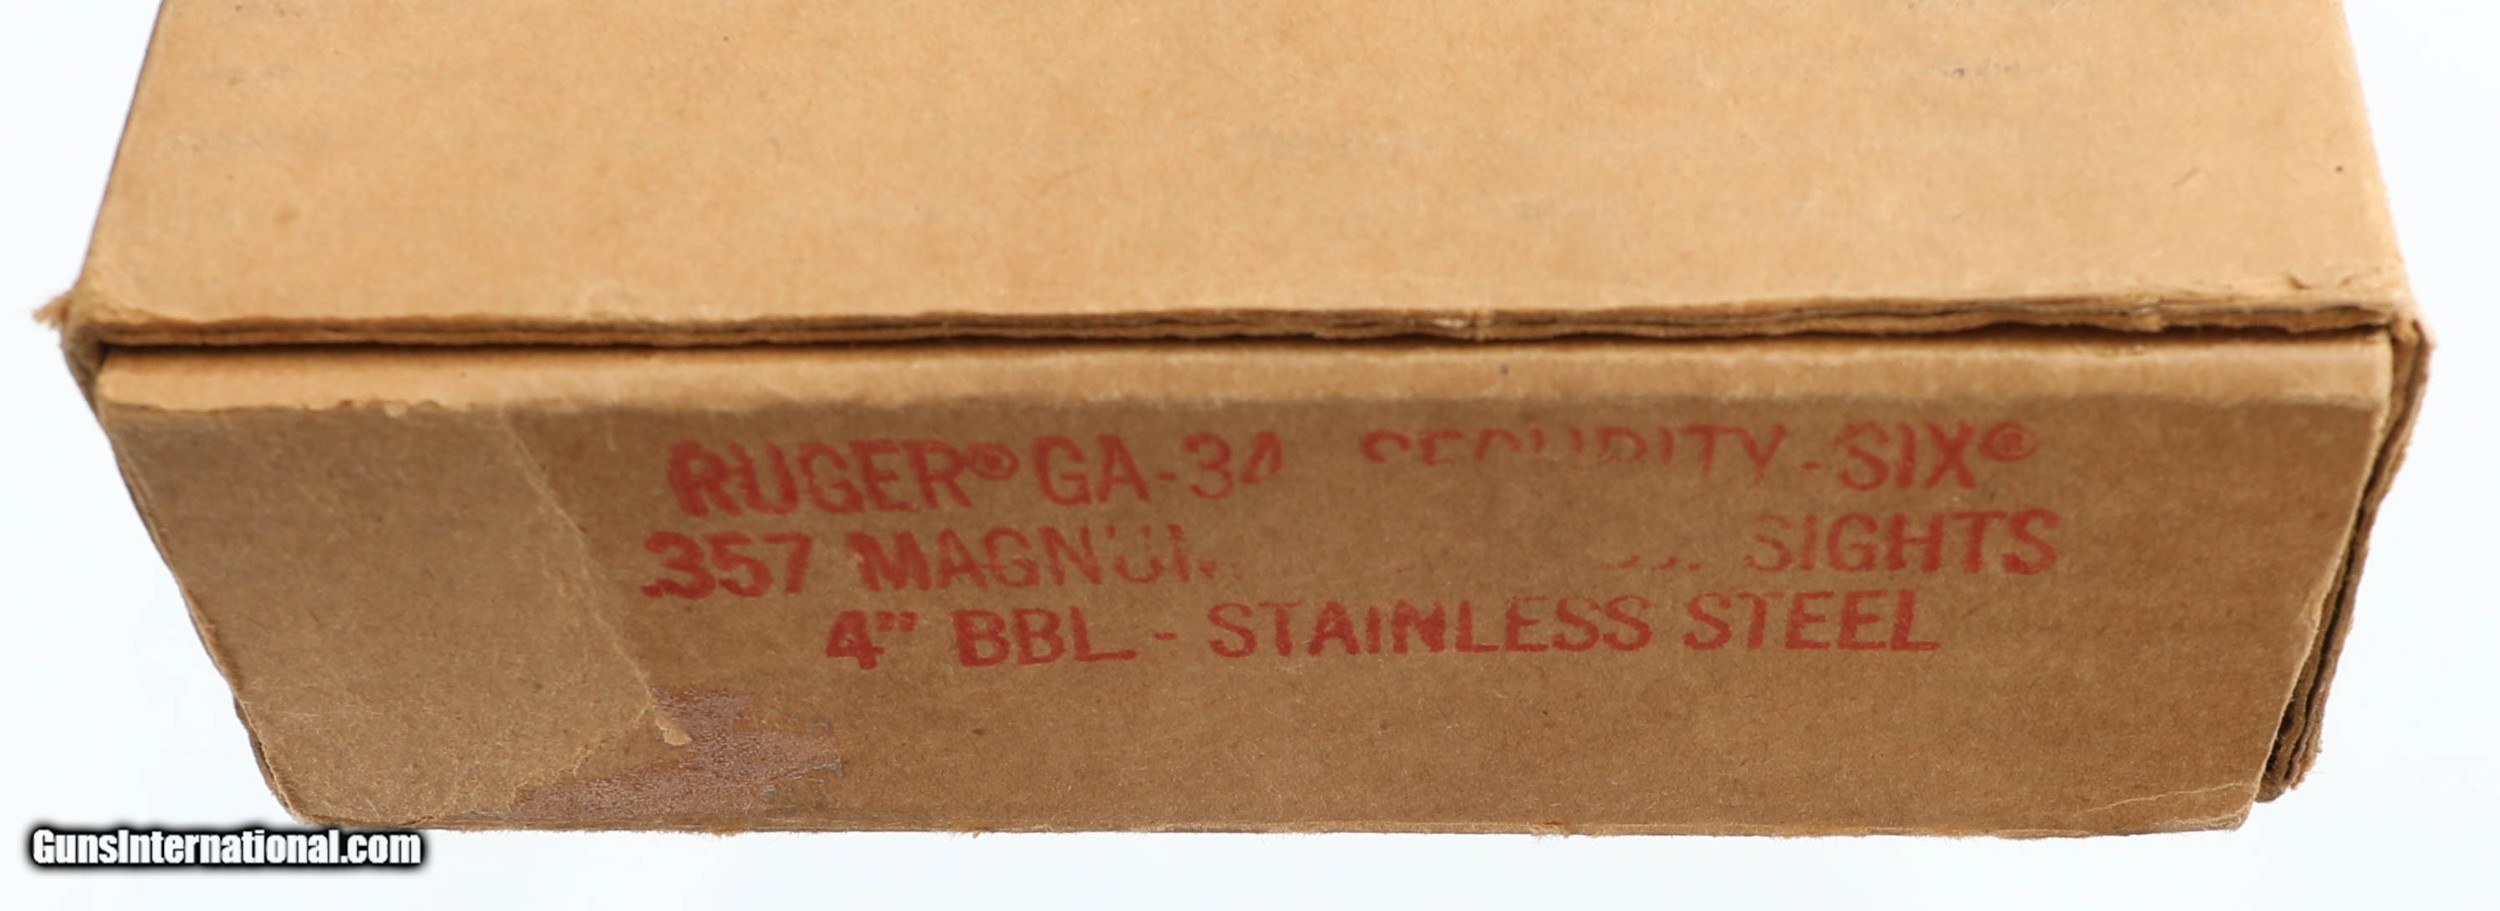 RUGER® GA-34 SECURITY-SIX®
.357 MAGNUM SIGHTS
4" BBL - STAINLESS STEEL
GunsInternational.com